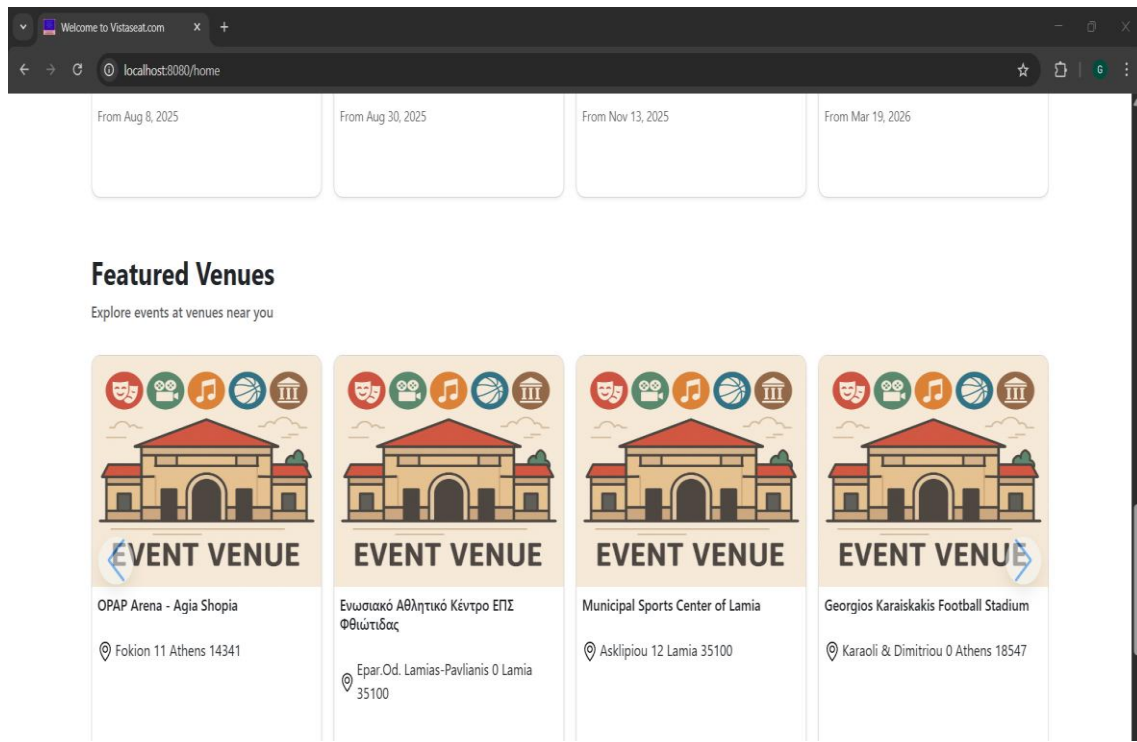 Welcome to Vistaseat.com
localhost:8080/home
G
From Aug 8, 2025
From Aug 30, 2025
From Nov 13, 2025
From Mar 19, 2026
Featured Venues
Explore events at venues near you
EVENT VENUE
EVENT VENUE
EVENT VENUE
EVENT VENUE
OPAP Arena - Agia Shopia
Fokion 11 Athens 14341
Ενωσιακό Αθλητικό Κέντρο ΕΠΣ
Φθιώτιδας
Epar.Od. Lamias-Pavlianis 0 Lamia
35100
Municipal Sports Center of Lamia
Asklipiou 12 Lamia 35100
Georgios Karaiskakis Football Stadium
Karaoli & Dimitriou 0 Athens 18547